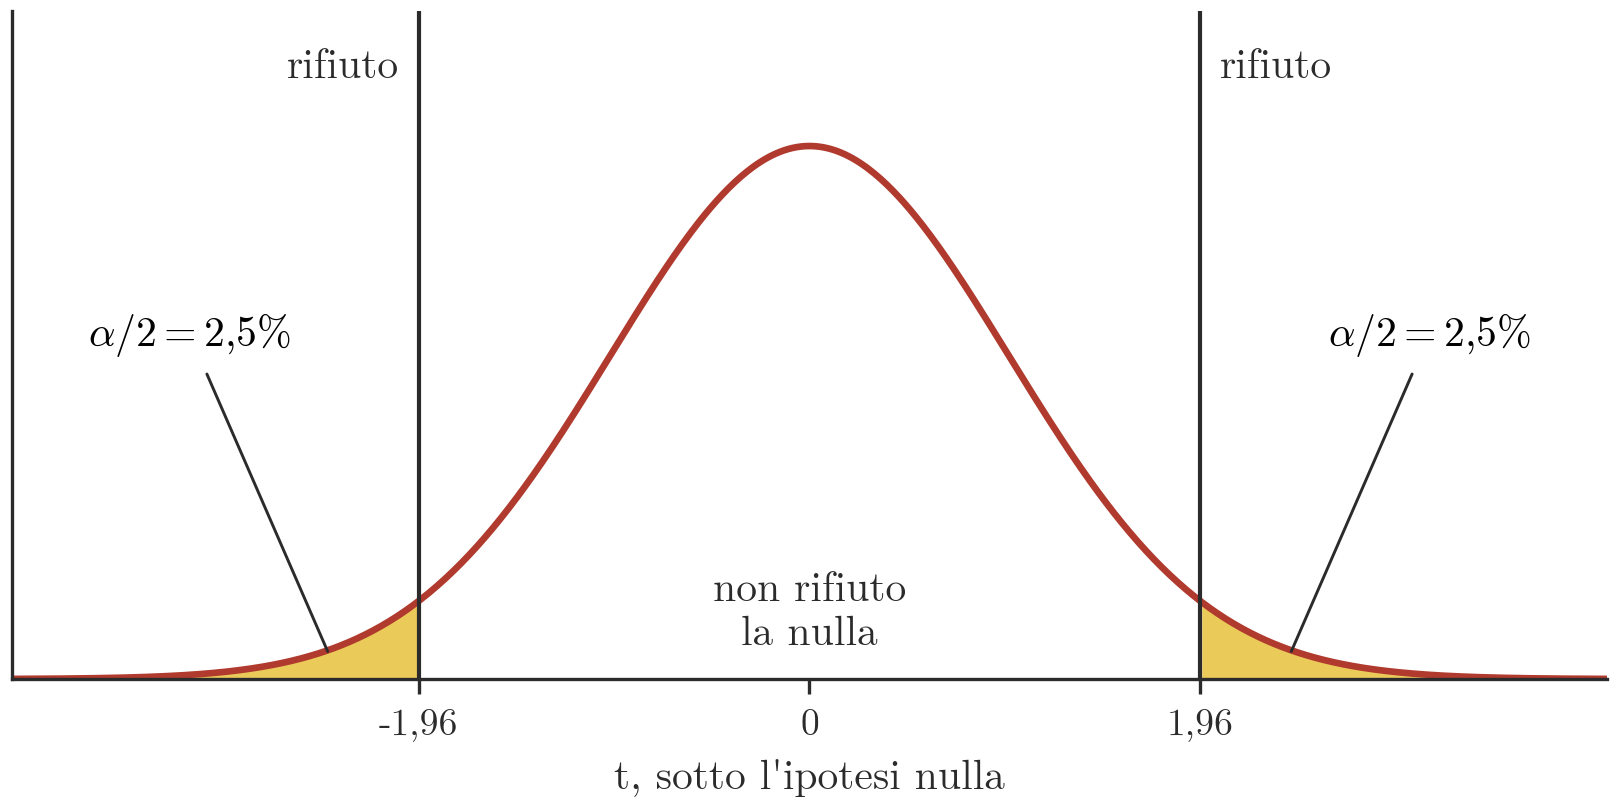 rifiuto
rifiuto
α/2 = 2,5%
α/2 = 2,5%
non rifiuto
la nulla
-1,96
0
1,96
t, sotto l'ipotesi nulla